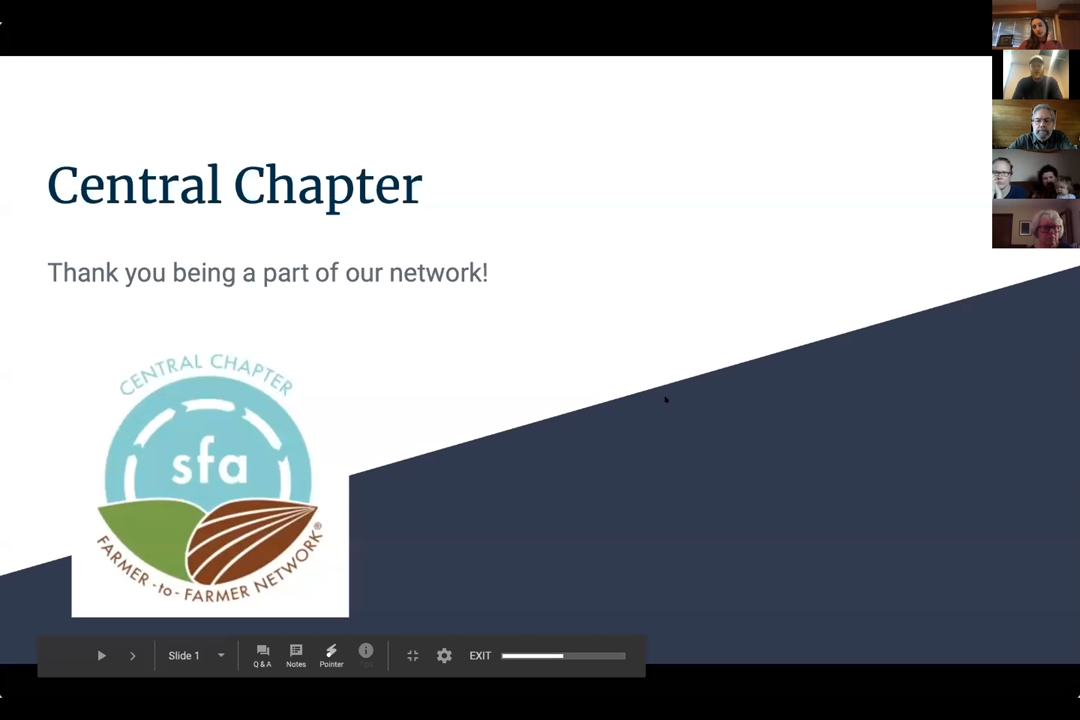 Central Chapter
Thank you being a part of our network!
CENTRAL CHAPTER
sfa
FARMER -to- FARMER NETWORK®
Slide 1
Q & A
Notes
Pointer
EXIT